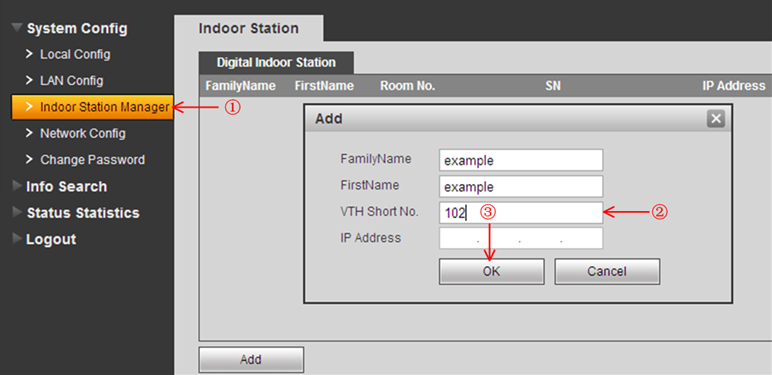 System Config
Local Config
LAN Config
Indoor Station Manager
Network Config
Change Password
Info Search
Status Statistics
Logout
①
Indoor Station
Digital Indoor Station
FamilyName FirstName Room No. SN IP Address
Add
FamilyName example
FirstName example
VTH Short No. 102 ③ ②
IP Address . . .
OK Cancel
Add